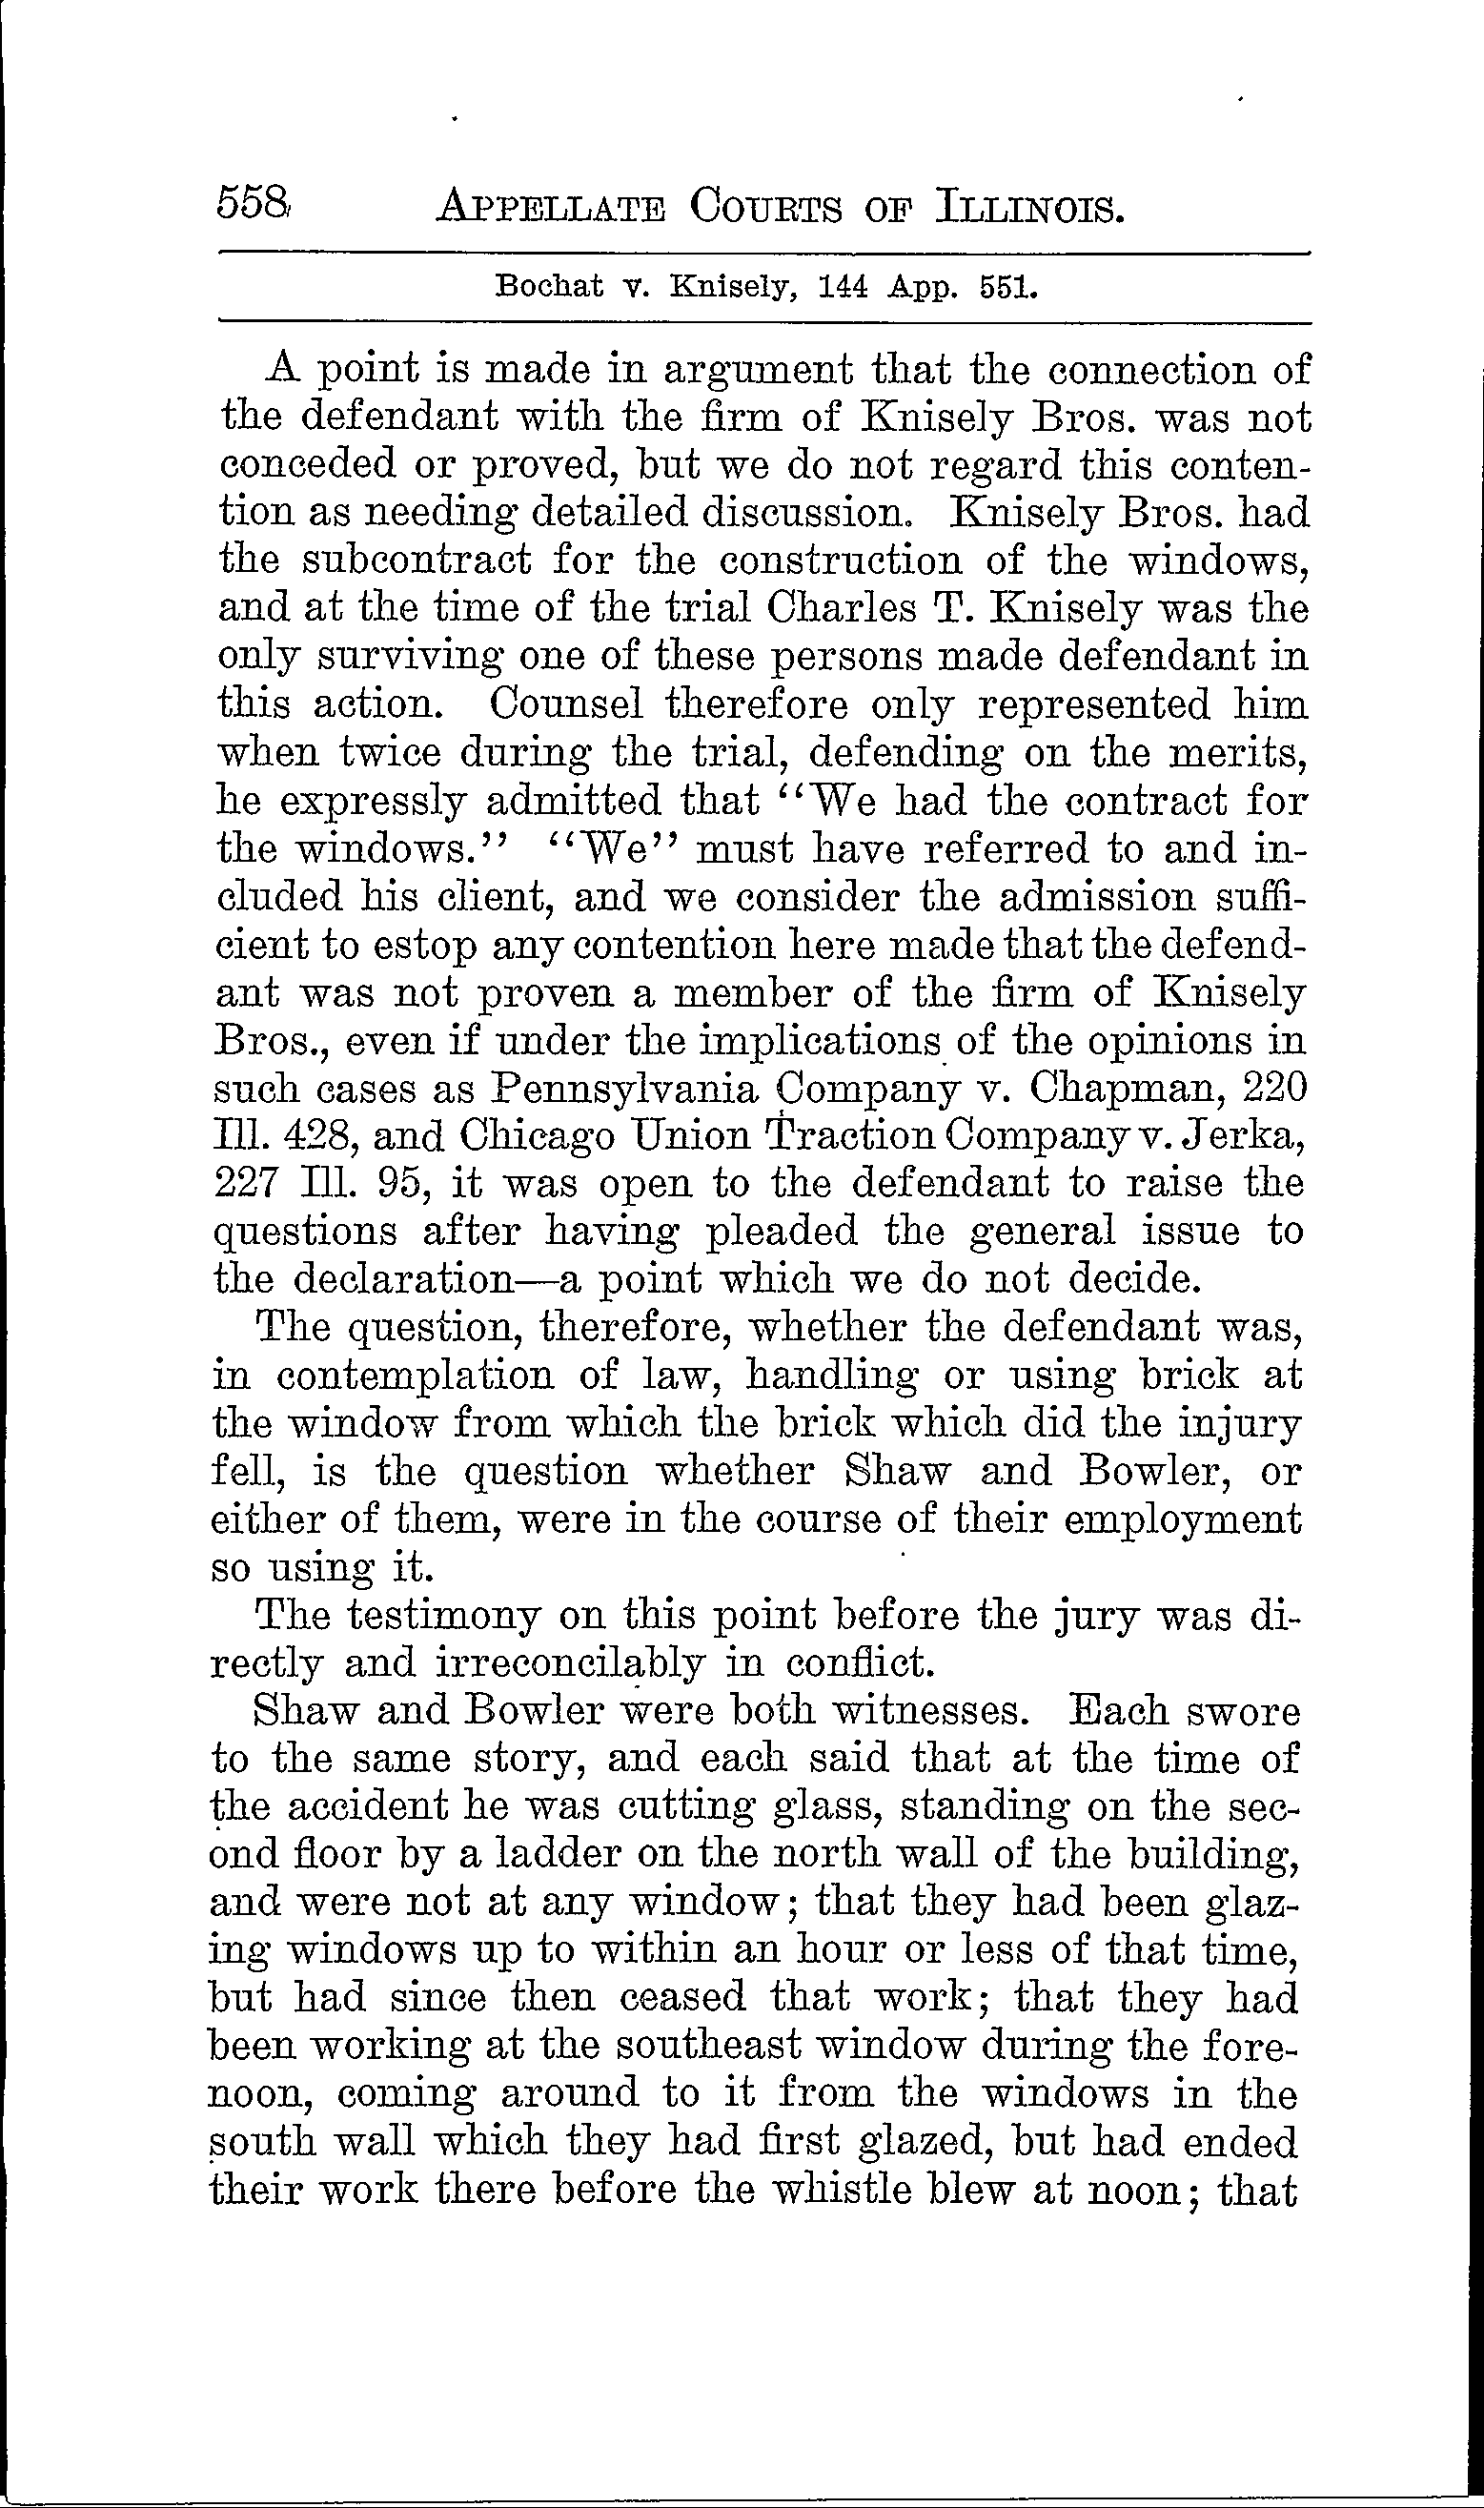 558 APPELLATE COURTS OF ILLINOIS.
Bochat v. Knisely, 144 App. 551.
A point is made in argument that the connection of
the defendant with the firm of Knisely Bros. was not
conceded or proved, but we do not regard this conten-
tion as needing detailed discussion. Knisely Bros. had
the subcontract for the construction of the windows,
and at the time of the trial Charles T. Knisely was the
only surviving one of these persons made defendant in
this action. Counsel therefore only represented him
when twice during the trial, defending on the merits,
he expressly admitted that “We had the contract for
the windows.” “We” must have referred to and in-
cluded his client, and we consider the admission suffi-
cient to estop any contention here made that the defend-
ant was not proven a member of the firm of Knisely
Bros., even if under the implications of the opinions in
such cases as Pennsylvania Company v. Chapman, 220
Ill. 428, and Chicago Union Traction Company v. Jerka,
227 Ill. 95, it was open to the defendant to raise the
questions after having pleaded the general issue to
the declaration—a point which we do not decide.
The question, therefore, whether the defendant was,
in contemplation of law, handling or using brick at
the window from which the brick which did the injury
fell, is the question whether Shaw and Bowler, or
either of them, were in the course of their employment
so using it.
The testimony on this point before the jury was di-
rectly and irreconcilably in conflict.
Shaw and Bowler were both witnesses. Each swore
to the same story, and each said that at the time of
the accident he was cutting glass, standing on the sec-
ond floor by a ladder on the north wall of the building,
and were not at any window; that they had been glaz-
ing windows up to within an hour or less of that time,
but had since then ceased that work; that they had
been working at the southeast window during the fore-
noon, coming around to it from the windows in the
south wall which they had first glazed, but had ended
their work there before the whistle blew at noon; that